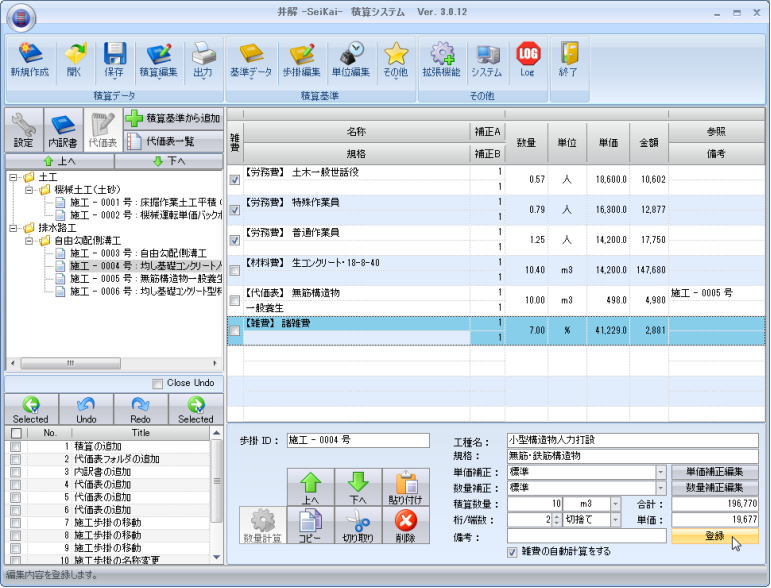 井解 -SeiKai- 積算システム Ver. 3.0.12
新規作成 開く 保存 積算編集 出力 基準データ 歩掛編集 単位編集 その他 拡張機能 システム Log 終了
積算データ 積算基準 その他
設定 内訳書 代価表 積算基準から追加
代価表一覧
上へ 下へ
土工
機械土工(土砂)
施工 - 0001 号 : 床掘作業土工平積
施工 - 0002 号 : 機械運転単価バックホ
排水路工
自由勾配側溝工
施工 - 0003 号 : 自由勾配側溝工
施工 - 0004 号 : 均し基礎コンクリート人
施工 - 0005 号 : 無筋構造物一般養生
施工 - 0006 号 : 均し基礎コンクリート型枠
Close Undo
Selected Undo Redo Selected
No. Title
1 積算の追加
2 代価表フォルダの追加
3 内訳書の追加
4 代価表の追加
5 代価表の追加
6 代価表の追加
7 施工歩掛の移動
8 施工歩掛の移動
9 施工歩掛の移動
10 施工歩掛の名称変更
雑費 名称 補正A 数量 単位 単価 金額 参照
規格 補正B 備考
【労務費】 土木一般世話役 1 0.57 人 18,600.0 10,602
1
【労務費】 特殊作業員 1 0.79 人 16,300.0 12,877
1
【労務費】 普通作業員 1 1.25 人 14,200.0 17,750
1
【材料費】 生コンクリート・18-8-40 1 10.40 m3 14,200.0 147,680
1
【代価表】 無筋構造物 1 10.00 m3 498.0 4,980 施工 - 0005 号
一般養生 1
【雑費】 諸雑費 1 7.00 % 41,229.0 2,881
1
歩掛 ID : 施工 - 0004 号
上へ 下へ 貼り付け
数量計算 コピー 切り取り 削除
工種名 : 小型構造物人力打設
規格 : 無筋・鉄筋構造物
単価補正 : 標準 単価補正編集
数量補正 : 標準 数量補正編集
積算数量 : 10 m3 合計 : 196,770
桁/端数 : 2 切捨て 単価 : 19,677
備考 : 登録
雑費の自動計算をする
編集内容を登録します。